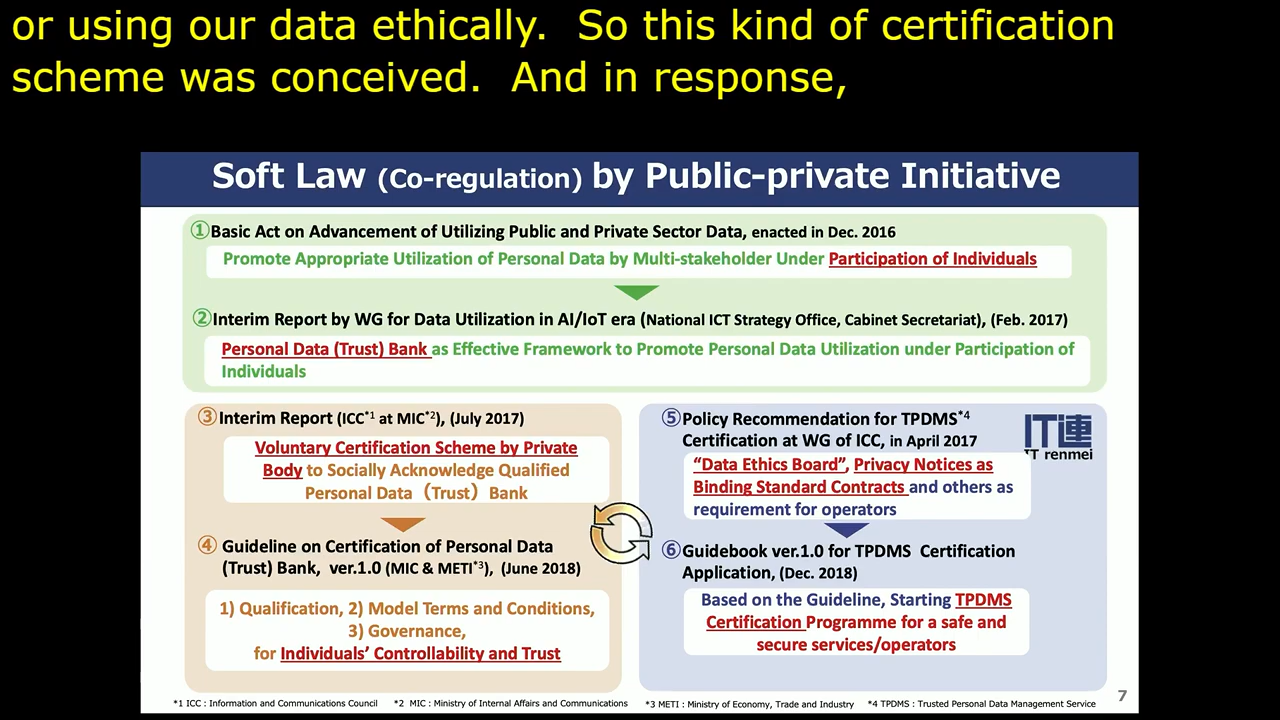 or using our data ethically.  So this kind of certification
scheme was conceived.  And in response,
Soft Law (Co-regulation) by Public-private Initiative
①Basic Act on Advancement of Utilizing Public and Private Sector Data, enacted in Dec. 2016
Promote Appropriate Utilization of Personal Data by Multi-stakeholder Under Participation of Individuals
②Interim Report by WG for Data Utilization in AI/IoT era (National ICT Strategy Office, Cabinet Secretariat), (Feb. 2017)
Personal Data (Trust) Bank as Effective Framework to Promote Personal Data Utilization under Participation of
Individuals
③Interim Report (ICC*1 at MIC*2), (July 2017)
Voluntary Certification Scheme by Private
Body to Socially Acknowledge Qualified
Personal Data（Trust）Bank
④ Guideline on Certification of Personal Data
(Trust) Bank, ver.1.0 (MIC & METI*3), (June 2018)
1) Qualification, 2) Model Terms and Conditions,
3) Governance,
for Individuals’ Controllability and Trust
⑤Policy Recommendation for TPDMS*4
Certification at WG of ICC, in April 2017
IT連
IT renmei
“Data Ethics Board”, Privacy Notices as
Binding Standard Contracts and others as
requirement for operators
⑥Guidebook ver.1.0 for TPDMS Certification
Application, (Dec. 2018)
Based on the Guideline, Starting TPDMS
Certification Programme for a safe and
secure services/operators
*1 ICC : Information and Communications Council *2 MIC : Ministry of Internal Affairs and Communications *3 METI : Ministry of Economy, Trade and Industry *4 TPDMS : Trusted Personal Data Management Service
7